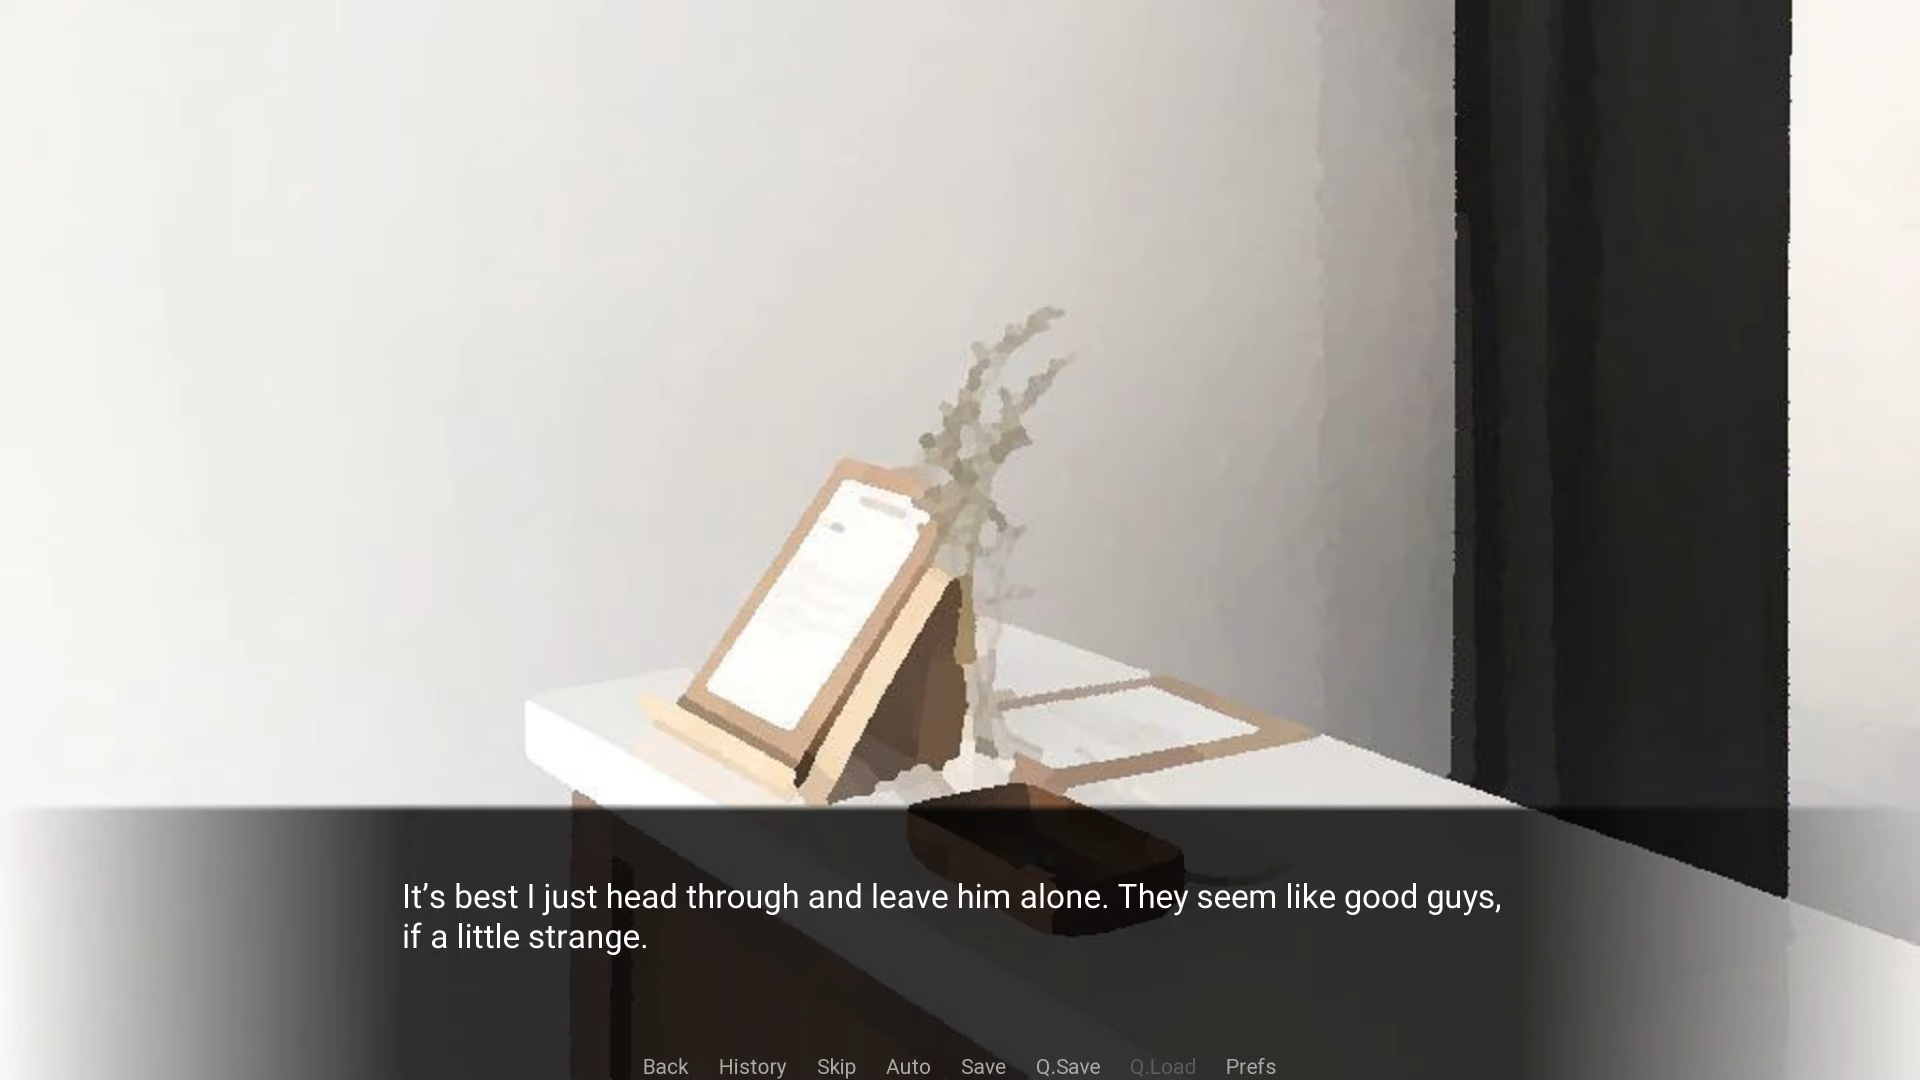 It’s best I just head through and leave him alone. They seem like good guys,
if a little strange.
Back History Skip Auto Save Q.Save Q.Load Prefs